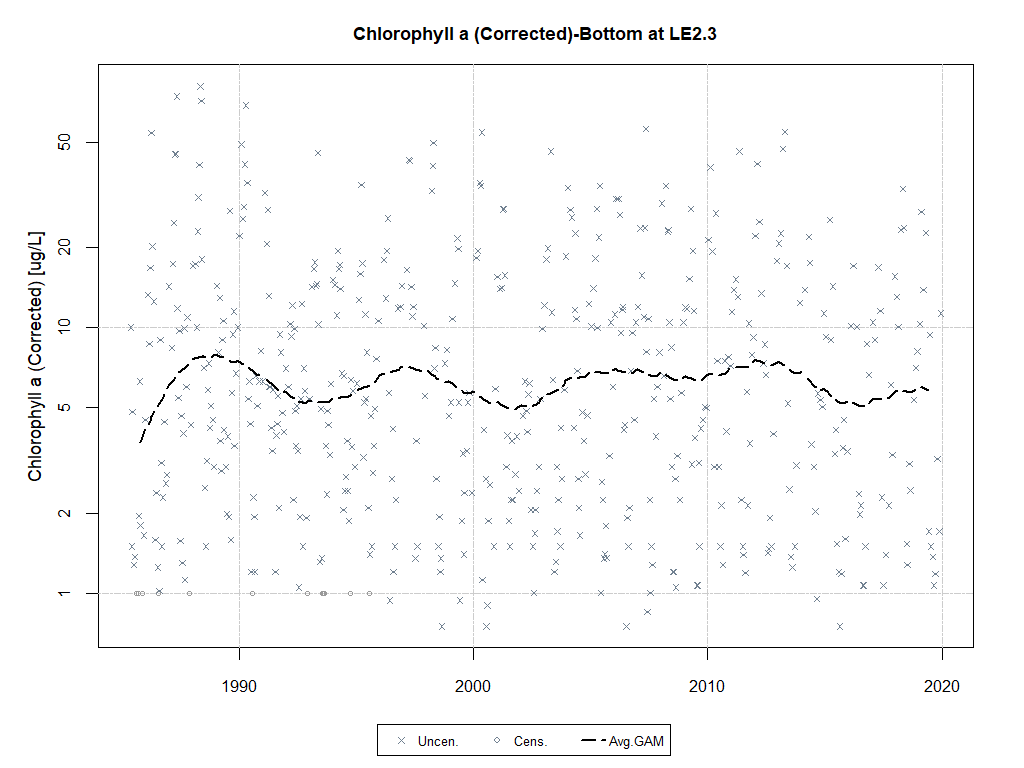 Chlorophyll a (Corrected)-Bottom at LE2.3
Chlorophyll a (Corrected) [ug/L]
50
20
10
5
2
1
1990 2000 2010 2020
Uncen. Cens. Avg.GAM